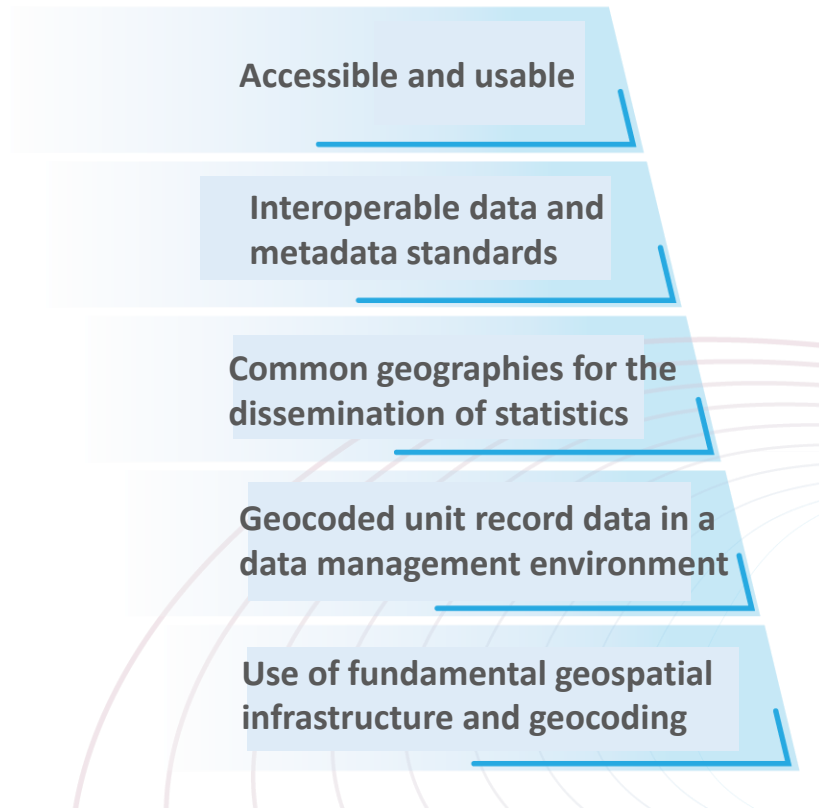 Accessible and usable
Interoperable data and
metadata standards
Common geographies for the
dissemination of statistics
Geocoded unit record data in a
data management environment
Use of fundamental geospatial
infrastructure and geocoding